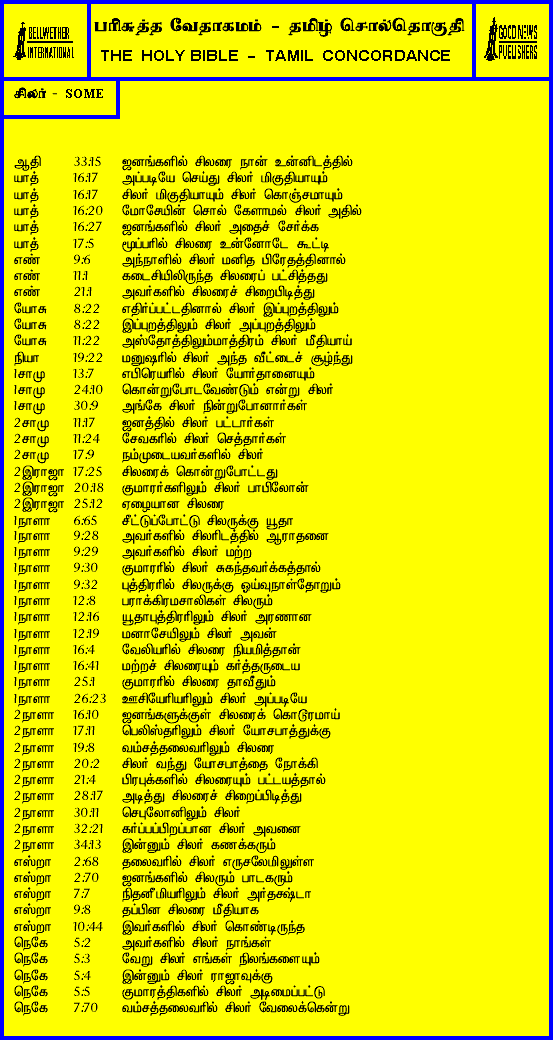 BELLWETHER
INTERNATIONAL
பரிசுத்த வேதாகமம் - தமிழ் சொல்தொகுதி
THE HOLY BIBLE - TAMIL CONCORDANCE
GOOD NEWS
PUBLISHERS
சிலர் - SOME
ஆதி 33:15 ஜனங்களில் சிலரை நான் உன்னிடத்தில்
யாத் 16:17 அப்படியே செய்து சிலர் மிகுதியாயும்
யாத் 16:17 சிலர் மிகுதியாயும் சிலர் கொஞ்சமாயும்
யாத் 16:20 மோசேயின் சொல் கேளாமல் சிலர் அதில்
யாத் 16:27 ஜனங்களில் சிலர் அதைச் சேர்க்க
யாத் 17:5 மூப்பரில் சிலரை உன்னோடே கூட்டி
எண் 9:6 அந்நாளில் சிலர் மனித பிரேதத்தினால்
எண் 11:1 கடைசியிலிருந்த சிலரைப் பட்சித்தது
எண் 21:1 அவர்களில் சிலரைச் சிறைபிடித்து
யோசு 8:22 எதிர்ப்பட்டதினால் சிலர் இப்புறத்திலும்
யோசு 8:22 இப்புறத்திலும் சிலர் அப்புறத்திலும்
யோசு 11:22 அஸ்தோத்திலும்மாத்திரம் சிலர் மீதியாய்
நியா 19:22 மனுஷரில் சிலர் அந்த வீட்டைச் சூழ்ந்து
1சாமு 13:7 எபிரெயரில் சிலர் யோர்தானையும்
1சாமு 24:10 கொன்றுபோடவேண்டும் என்று சிலர்
1சாமு 30:9 அங்கே சிலர் நின்றுபோனார்கள்
2சாமு 11:17 ஜனத்தில் சிலர் பட்டார்கள்
2சாமு 11:24 சேவகரில் சிலர் செத்தார்கள்
2சாமு 17:9 நம்முடையவர்களில் சிலர்
2இராஜா 17:25 சிலரைக் கொன்றுபோட்டது
2இராஜா 20:18 குமாரர்களிலும் சிலர் பாபிலோன்
2இராஜா 25:12 ஏழையான சிலரை
1நாளா 6:65 சீட்டுப்போட்டு சிலருக்கு யூதா
1நாளா 9:28 அவர்களில் சிலரிடத்தில் ஆராதனை
1நாளா 9:29 அவர்களில் சிலர் மற்ற
1நாளா 9:30 குமாரரில் சிலர் சுகந்தவர்க்கத்தால்
1நாளா 9:32 புத்திரரில் சிலருக்கு ஓய்வுநாள்தோறும்
1நாளா 12:8 பராக்கிரமசாலிகள் சிலரும்
1நாளா 12:16 யூதாபுத்திரரிலும் சிலர் அரணான
1நாளா 12:19 மனாசேயிலும் சிலர் அவன்
1நாளா 16:4 லேவியரில் சிலரை நியமித்தான்
1நாளா 16:41 மற்றச் சிலரையும் கர்த்தருடைய
1நாளா 25:1 குமாரரில் சிலரை தாவீதும்
1நாளா 26:23 ஊசியேரியரிலும் சிலர் அப்படியே
2நாளா 16:10 ஜனங்களுக்குள் சிலரைக் கொடூரமாய்
2நாளா 17:11 பெலிஸ்தரிலும் சிலர் யோசபாத்துக்கு
2நாளா 19:8 வம்சத்தலைவரிலும் சிலரை
2நாளா 20:2 சிலர் வந்து யோசபாத்தை நோக்கி
2நாளா 21:4 பிரபுக்களில் சிலரையும் பட்டயத்தால்
2நாளா 28:17 அடித்து சிலரைச் சிறைப்பிடித்து
2நாளா 30:11 செபுலோனிலும் சிலர்
2நாளா 32:21 கர்ப்பப்பிறப்பான சிலர் அவனை
2நாளா 34:13 இன்னும் சிலர் கணக்கரும்
எஸ்றா 2:68 தலைவரில் சிலர் எருசலேமிலுள்ள
எஸ்றா 2:70 ஜனங்களில் சிலரும் பாடகரும்
எஸ்றா 7:7 நிதனீமியரிலும் சிலர் அர்தசஷ்டா
எஸ்றா 9:8 தப்பின சிலரை மீதியாக
எஸ்றா 10:44 இவர்களில் சிலர் கொண்டிருந்த
நெகே 5:2 அவர்களில் சிலர் நாங்கள்
நெகே 5:3 வேறு சிலர் எங்கள் நிலங்களையும்
நெகே 5:4 இன்னும் சிலர் ராஜாவுக்கு
நெகே 5:5 குமாரத்திகளில் சிலர் அடிமைப்பட்டு
நெகே 7:70 வம்சத்தலைவரில் சிலர் வேலைக்கென்று